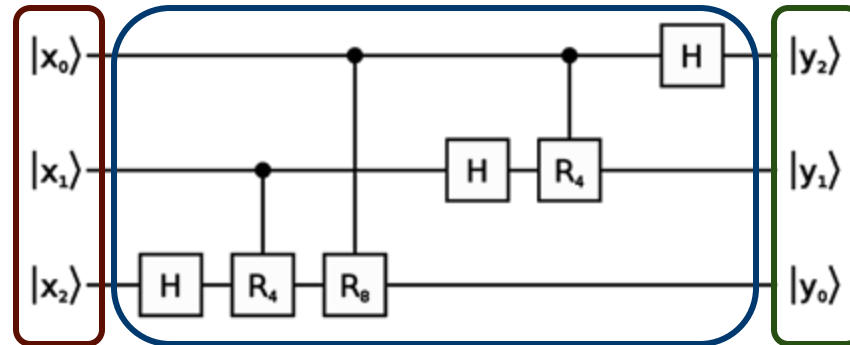 |x₀⟩ H |y₂⟩
|x₁⟩ H R₄ |y₁⟩
|x₂⟩ H R₄ R₈ |y₀⟩